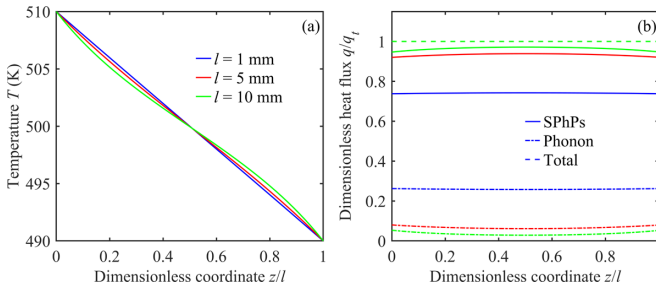 (a)
510
505
500
495
490
Temperature T (K)
l = 1 mm
l = 5 mm
l = 10 mm
0 0.2 0.4 0.6 0.8 1
Dimensionless coordinate z/l
(b)
1
0.8
0.6
0.4
0.2
0
Dimensionless heat flux q/q_t
SPhPs
Phonon
Total
0 0.2 0.4 0.6 0.8 1
Dimensionless coordinate z/l